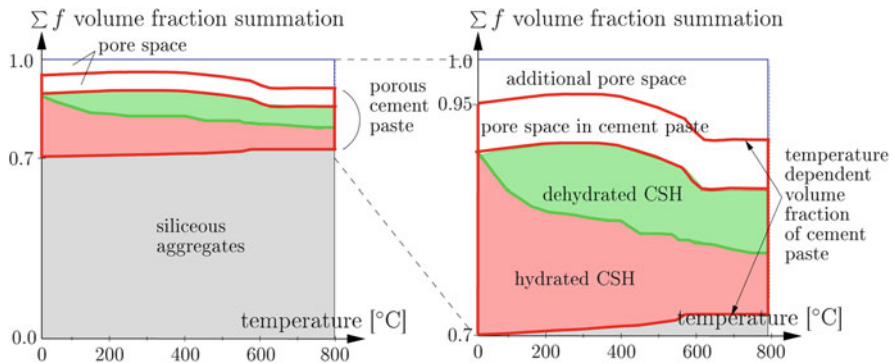 ∑ f volume fraction summation
pore space
1.0
0.7
0.0
porous
cement
paste
siliceous
aggregates
temperature [°C]
0 200 400 600 800
∑ f volume fraction summation
1.0
0.95
0.7
additional pore space
pore space in cement paste
dehydrated CSH
hydrated CSH
temperature
dependent
volume
fraction
of cement
paste
temperature [°C]
0 200 400 600 800